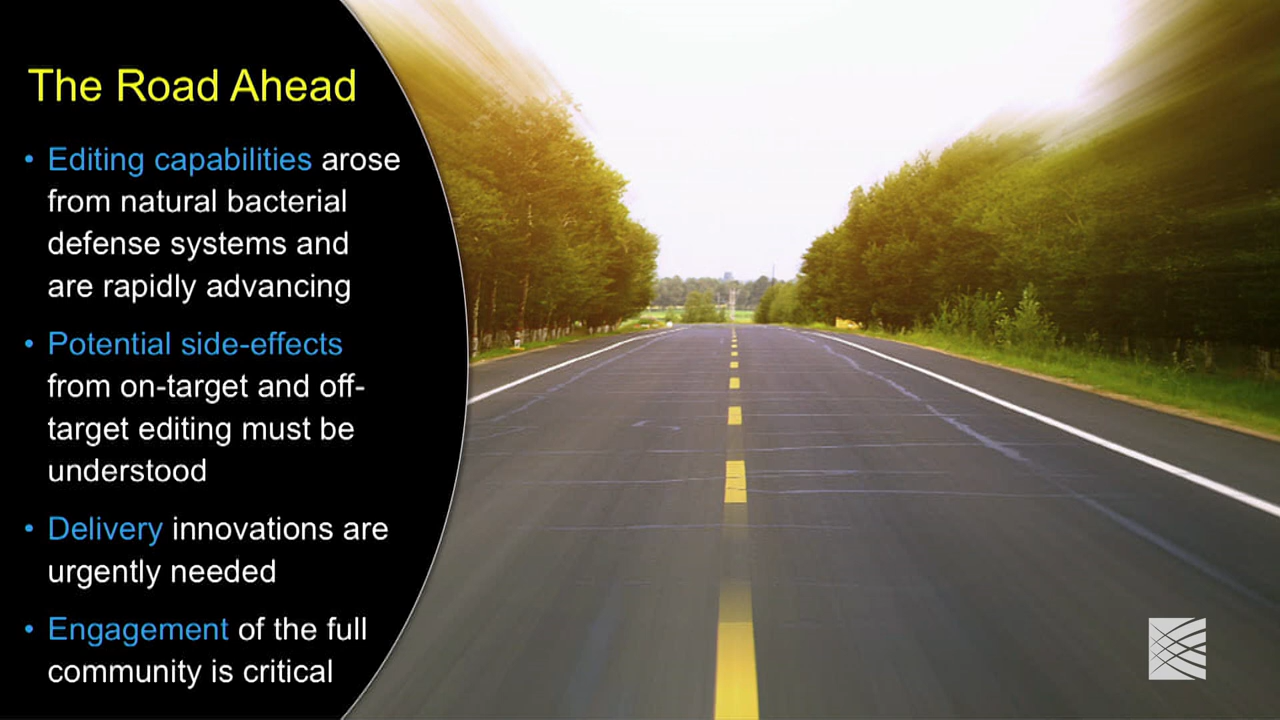 The Road Ahead
• Editing capabilities arose
from natural bacterial
defense systems and
are rapidly advancing
• Potential side-effects
from on-target and off-
target editing must be
understood
• Delivery innovations are
urgently needed
• Engagement of the full
community is critical